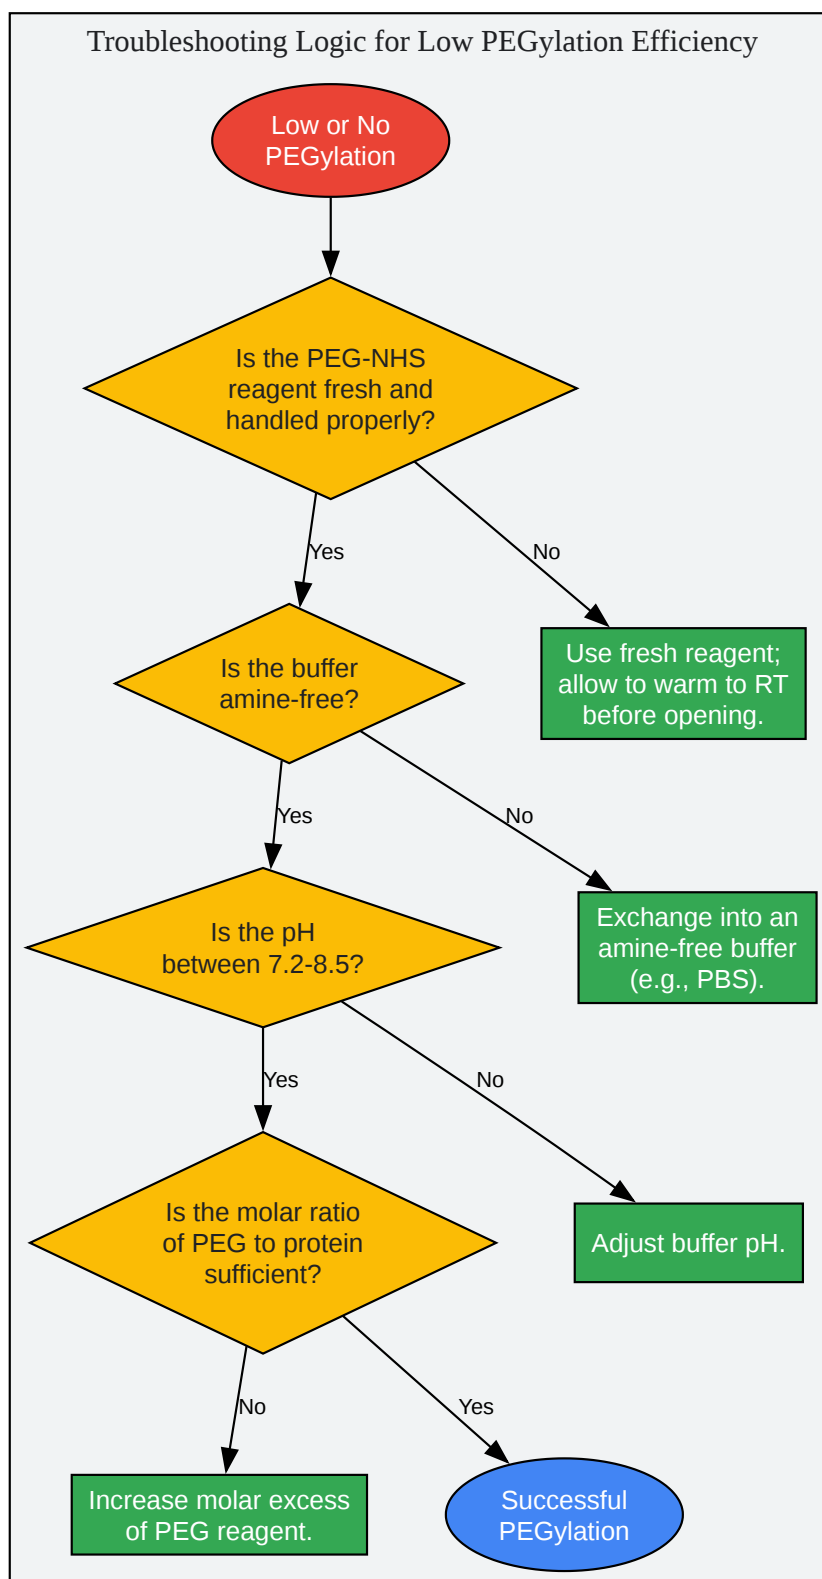 Troubleshooting Logic for Low PEGylation Efficiency
Low or No
PEGylation
Is the PEG-NHS
reagent fresh and
handled properly?
Yes
No
Is the buffer
amine-free?
Use fresh reagent;
allow to warm to RT
before opening.
Yes
No
Is the pH
between 7.2-8.5?
Exchange into an
amine-free buffer
(e.g., PBS).
Yes
No
Is the molar ratio
of PEG to protein
sufficient?
Adjust buffer pH.
No
Yes
Increase molar excess
of PEG reagent.
Successful
PEGylation